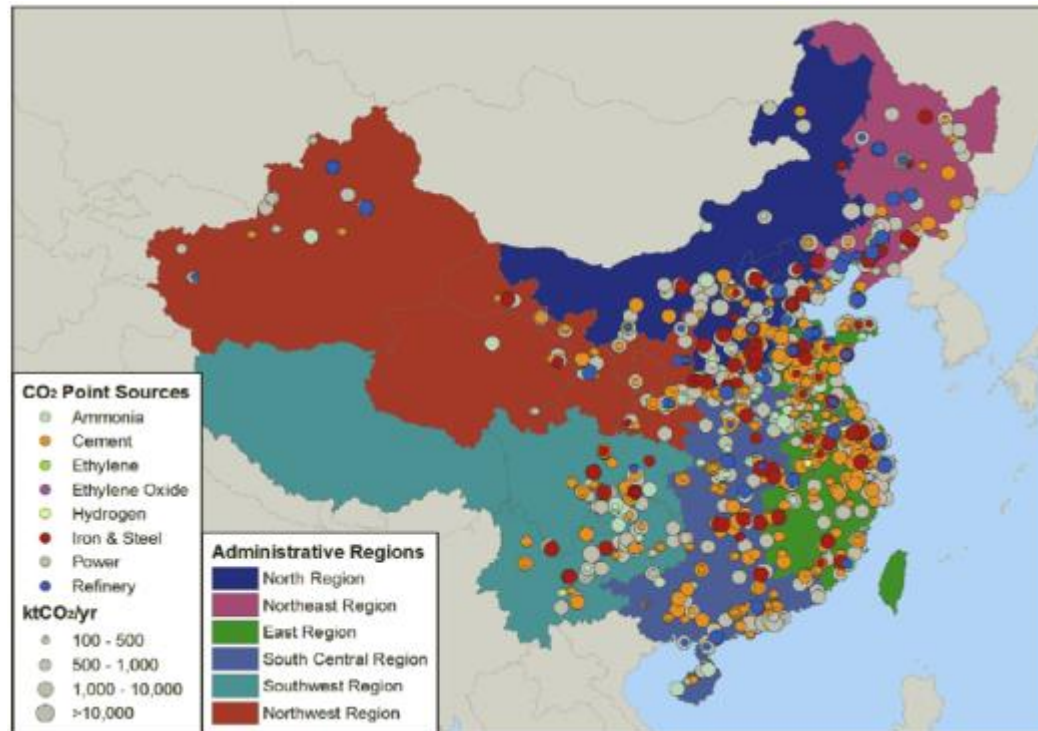 CO₂ Point Sources
Ammonia
Cement
Ethylene
Ethylene Oxide
Hydrogen
Iron & Steel
Power
Refinery
ktCO₂/yr
100 - 500
500 - 1,000
1,000 - 10,000
>10,000
Administrative Regions
North Region
Northeast Region
East Region
South Central Region
Southwest Region
Northwest Region